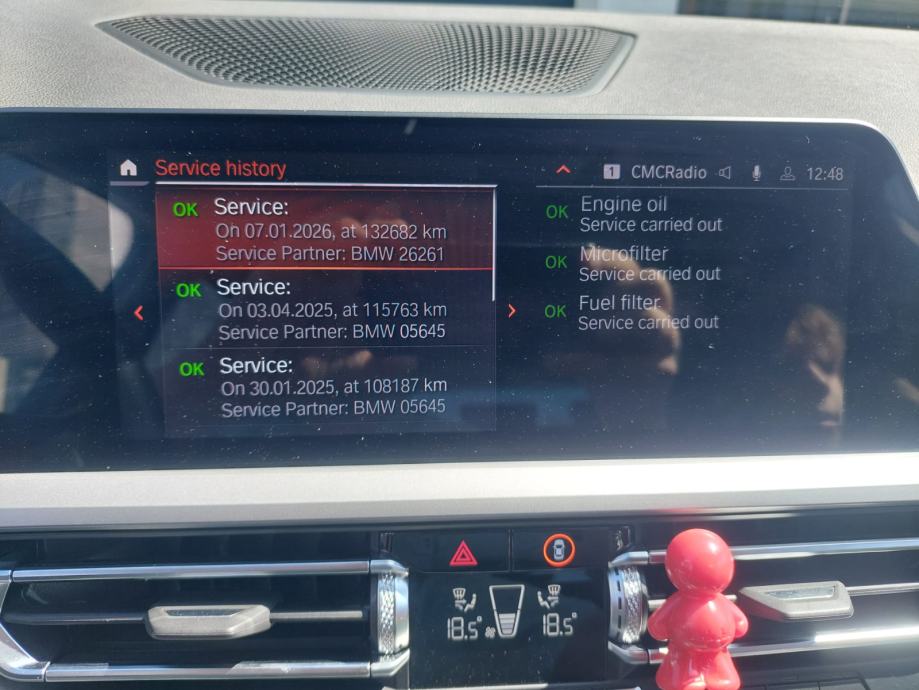 Service history
1 CMCRadio 12:48
OK Service:
On 07.01.2026, at 132682 km
Service Partner: BMW 26261
OK Service:
On 03.04.2025, at 115763 km
Service Partner: BMW 05645
OK Service:
On 30.01.2025, at 108187 km
Service Partner: BMW 05645
OK Engine oil
Service carried out
OK Microfilter
Service carried out
OK Fuel filter
Service carried out
18.5° 18.5°